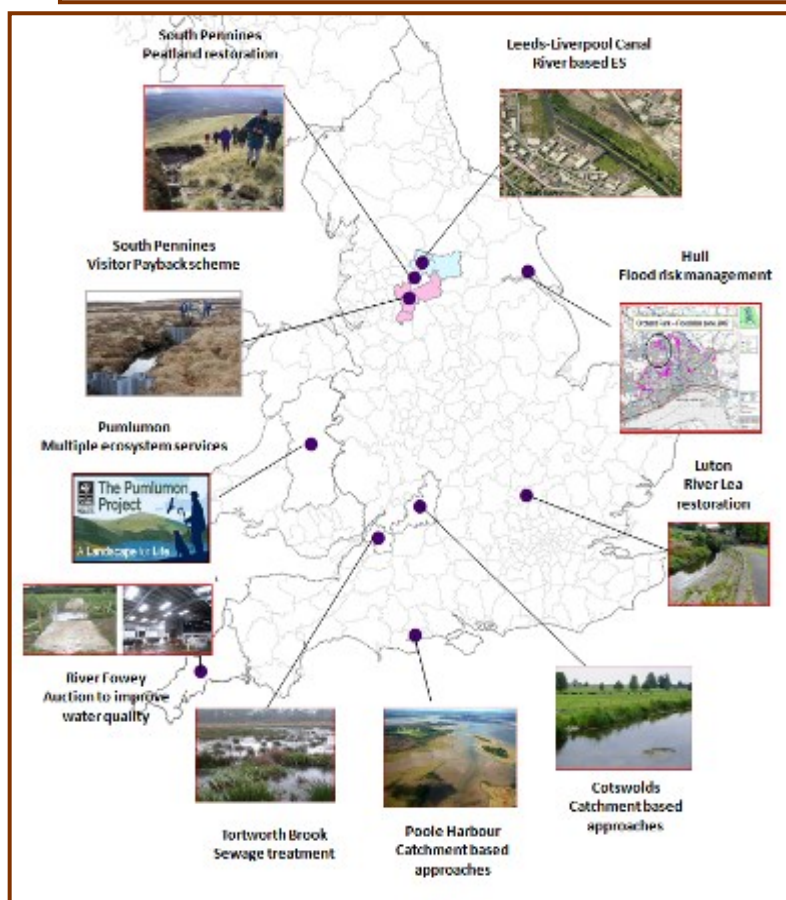 South Pennines
Peatland restoration
Leeds-Liverpool Canal
River based ES
South Pennines
Visitor Payback scheme
Hull
Flood risk management
Pumlumon
Multiple ecosystem services
The Pumlumon
Project
A Landscape for Life
Luton
River Lea
restoration
River Fowey
Auction to improve
water quality
Tortworth Brook
Sewage treatment
Poole Harbour
Catchment based
approaches
Cotswolds
Catchment based
approaches